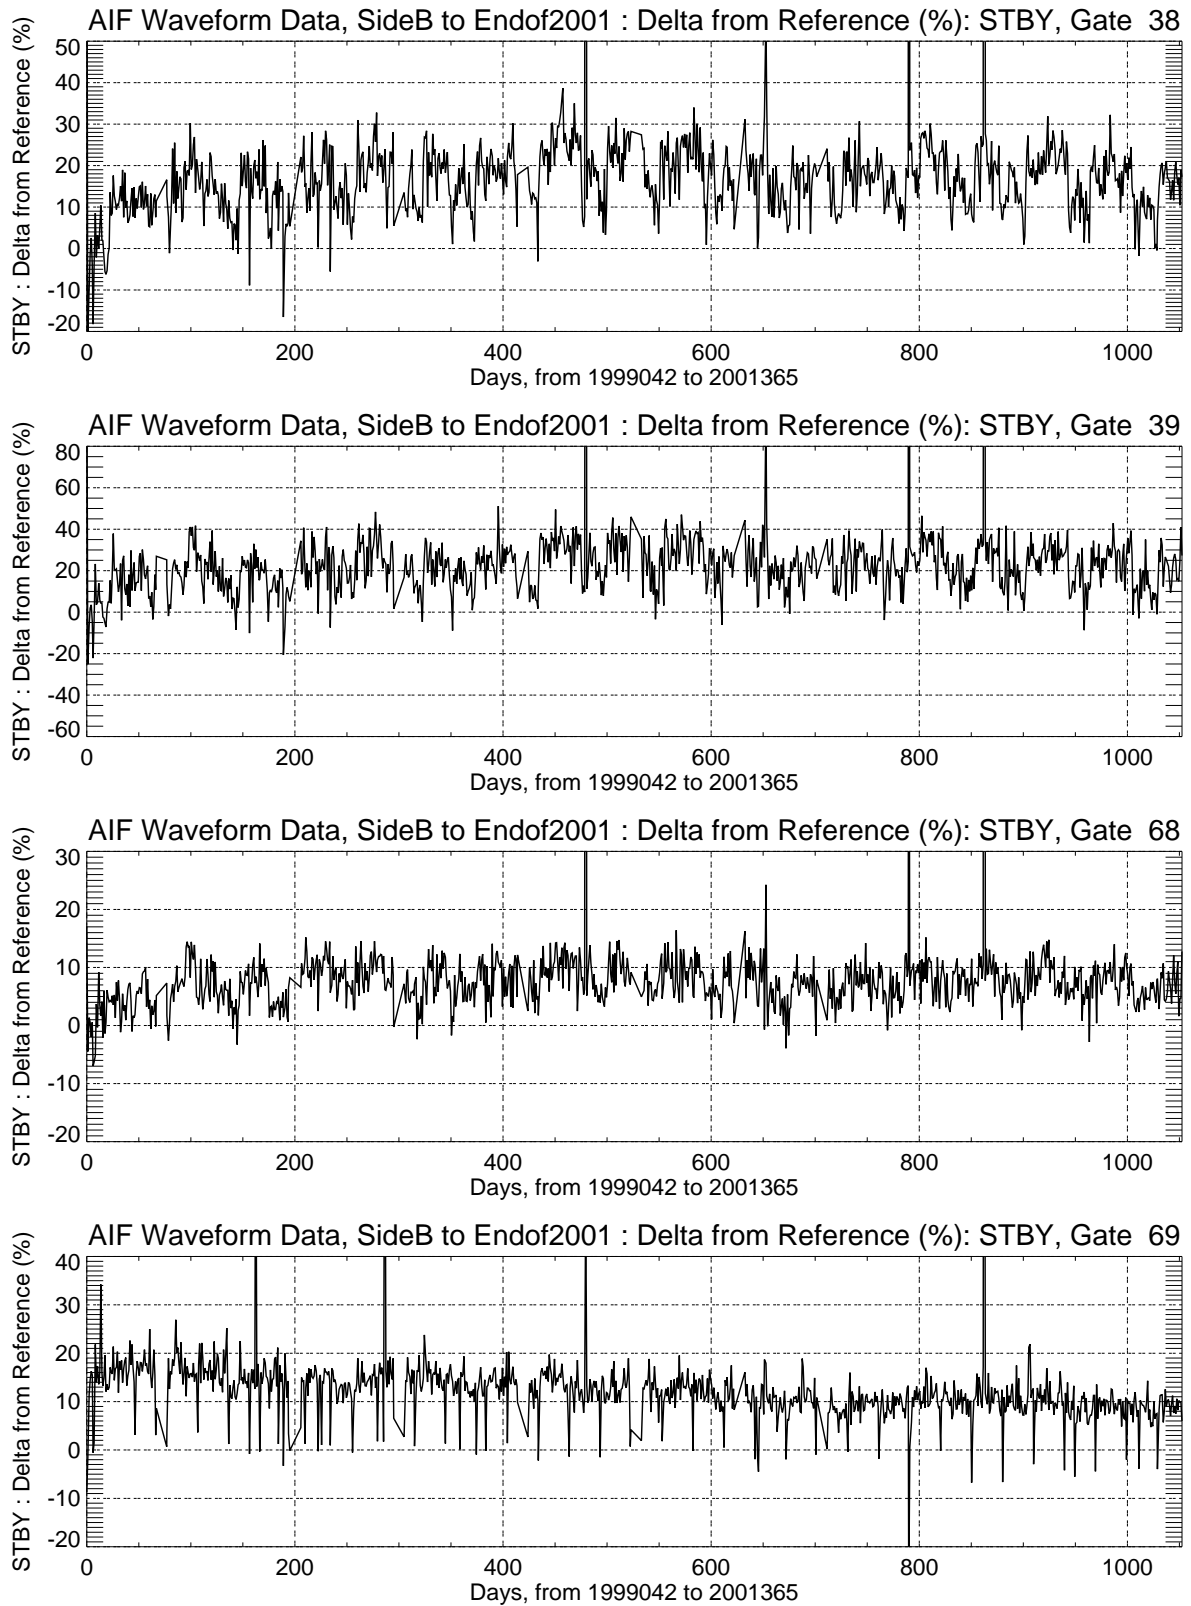 AIF Waveform Data, SideB to Endof2001 : Delta from Reference (%): STBY, Gate 38
STBY : Delta from Reference (%)
50
40
30
20
10
0
-10
-20
0 200 400 600 800 1000
Days, from 1999042 to 2001365
AIF Waveform Data, SideB to Endof2001 : Delta from Reference (%): STBY, Gate 39
STBY : Delta from Reference (%)
80
60
40
20
0
-20
-40
-60
0 200 400 600 800 1000
Days, from 1999042 to 2001365
AIF Waveform Data, SideB to Endof2001 : Delta from Reference (%): STBY, Gate 68
STBY : Delta from Reference (%)
30
20
10
0
-10
-20
0 200 400 600 800 1000
Days, from 1999042 to 2001365
AIF Waveform Data, SideB to Endof2001 : Delta from Reference (%): STBY, Gate 69
STBY : Delta from Reference (%)
40
30
20
10
0
-10
-20
0 200 400 600 800 1000
Days, from 1999042 to 2001365